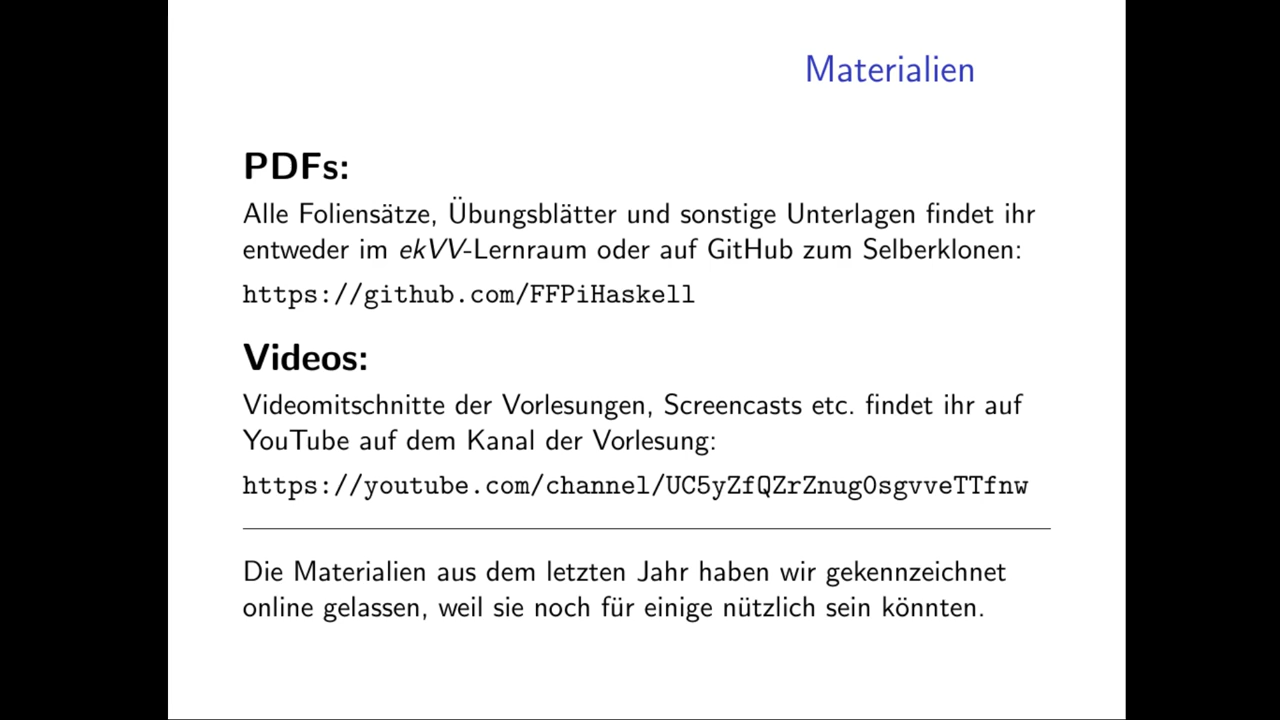 Materialien
PDFs:
Alle Foliensätze, Übungsblätter und sonstige Unterlagen findet ihr
entweder im ekVV-Lernraum oder auf GitHub zum Selberklonen:
https://github.com/FFPiHaskell
Videos:
Videomitschnitte der Vorlesungen, Screencasts etc. findet ihr auf
YouTube auf dem Kanal der Vorlesung:
https://youtube.com/channel/UC5yZfQZrZnug0sgvveTTfnw
Die Materialien aus dem letzten Jahr haben wir gekennzeichnet
online gelassen, weil sie noch für einige nützlich sein könnten.